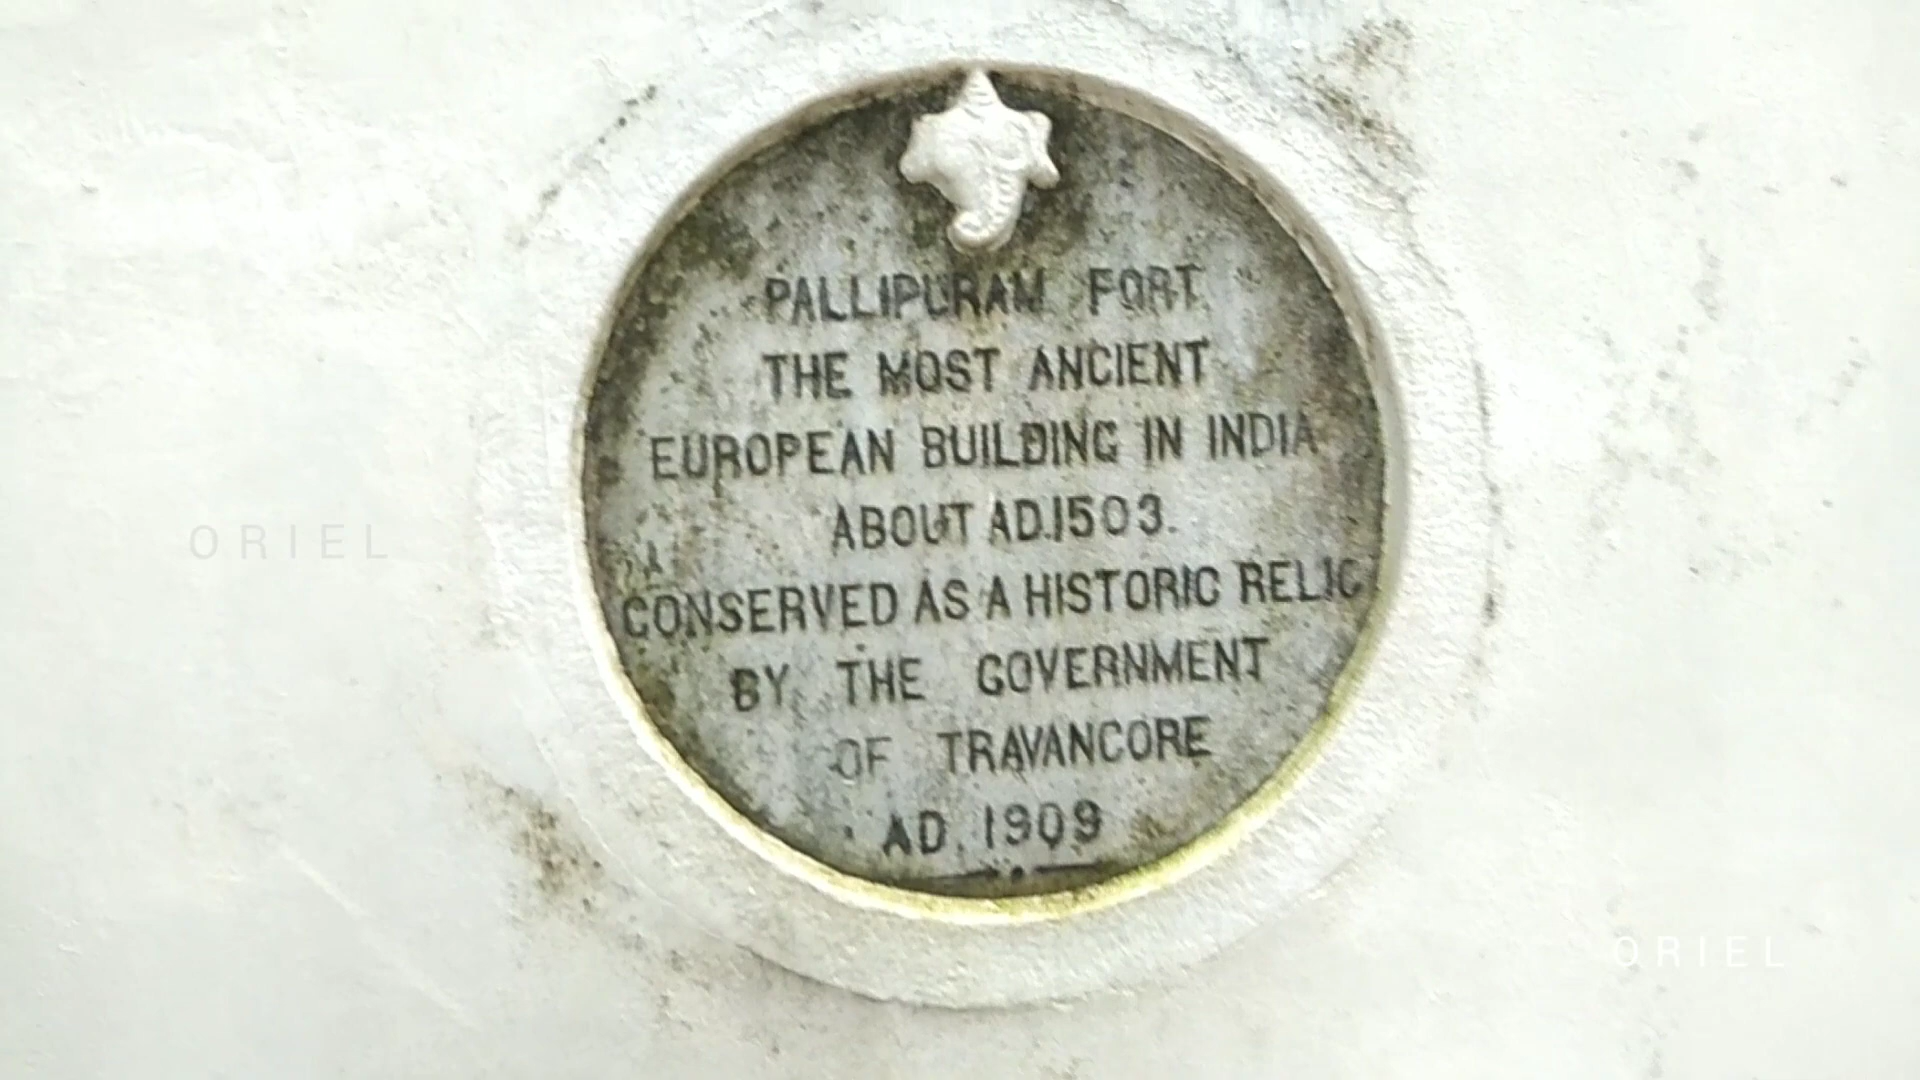 PALLIPURAM FORT
THE MOST ANCIENT
EUROPEAN BUILDING IN INDIA
ABOUT AD.1503.
CONSERVED AS A HISTORIC RELIC
BY THE GOVERNMENT
OF TRAVANCORE
AD. 1909
ORIEL
ORIEL